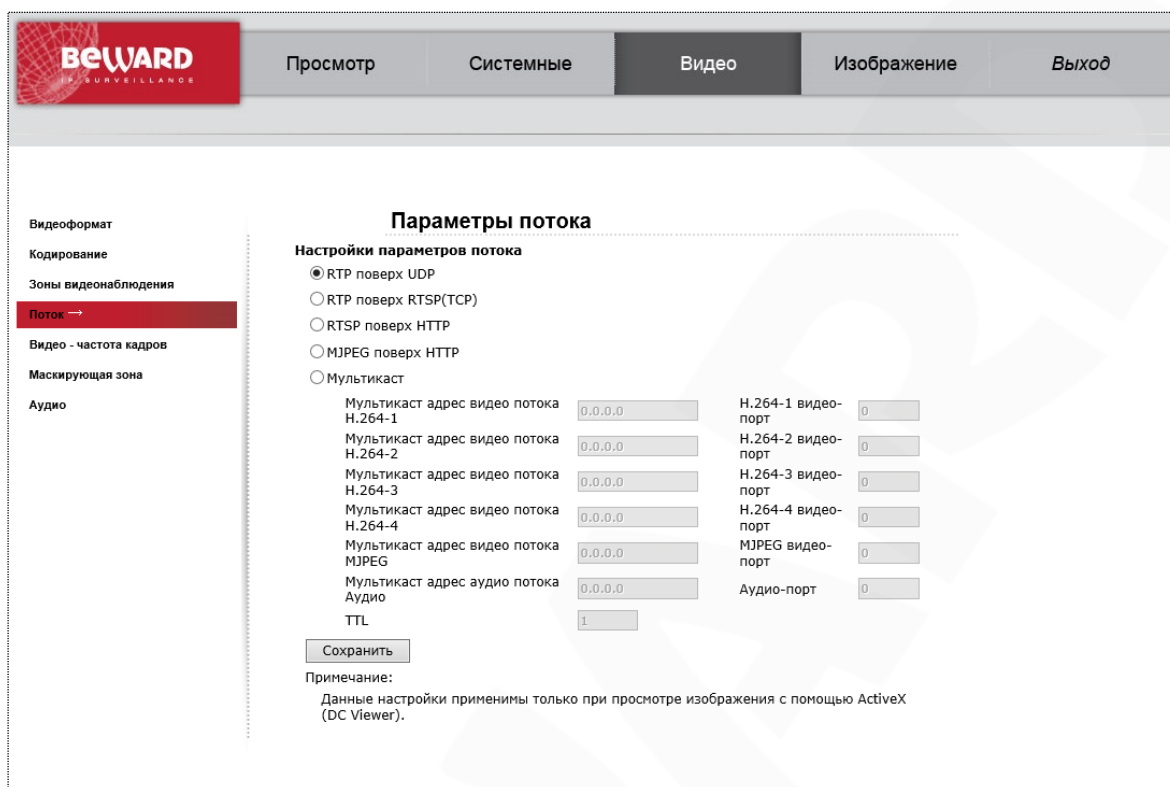 BEWARD
IP SURVEILLANCE
Просмотр
Системные
Видео
Изображение
Выход
Видеоформат
Кодирование
Зоны видеонаблюдения
Поток →
Видео - частота кадров
Маскирующая зона
Аудио
Параметры потока
Настройки параметров потока
RTP поверх UDP
RTP поверх RTSP(TCP)
RTSP поверх HTTP
MJPEG поверх HTTP
Мультикаст
Мультикаст адрес видео потока
H.264-1
0.0.0.0
H.264-1 видео-
порт
0
Мультикаст адрес видео потока
H.264-2
0.0.0.0
H.264-2 видео-
порт
0
Мультикаст адрес видео потока
H.264-3
0.0.0.0
H.264-3 видео-
порт
0
Мультикаст адрес видео потока
H.264-4
0.0.0.0
H.264-4 видео-
порт
0
Мультикаст адрес видео потока
MJPEG
0.0.0.0
MJPEG видео-
порт
0
Мультикаст адрес аудио потока
Аудио
0.0.0.0
Аудио-порт
0
TTL
1
Сохранить
Примечание:
Данные настройки применимы только при просмотре изображения с помощью ActiveX
(DC Viewer).